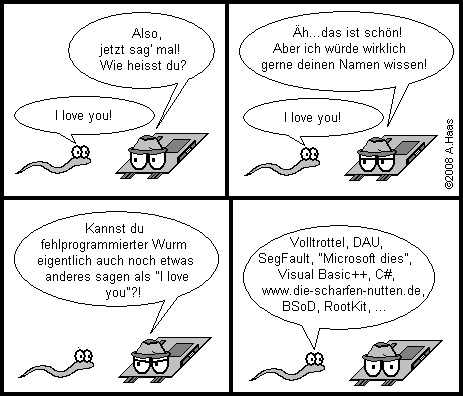 Also,
jetzt sag' mal!
Wie heisst du?
I love you!
Äh...das ist schön!
Aber ich würde wirklich
gerne deinen Namen wissen!
I love you!
©2008 A.Haas
Kannst du
fehlprogrammierter Wurm
eigentlich auch noch etwas
anderes sagen als "I love
you"?!
Volltrottel, DAU,
SegFault, "Microsoft dies",
Visual Basic++, C#,
www.die-scharfen-nutten.de,
BSoD, RootKit, ...